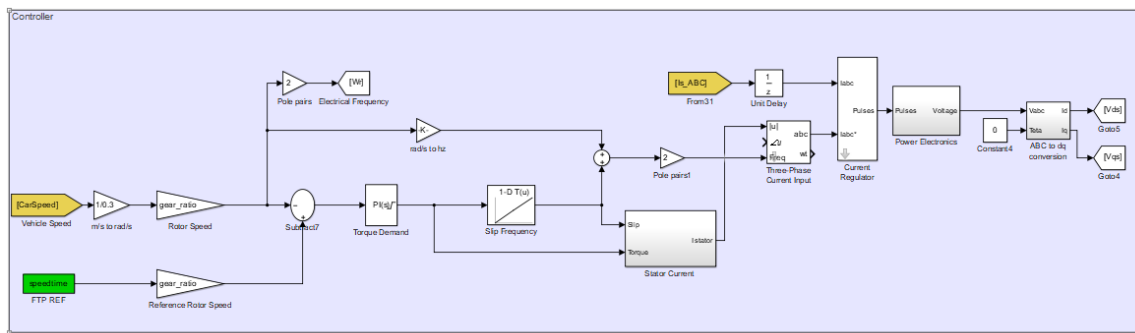 Controller
2
Pole pairs
[Wr]
Electrical Frequency
[Is_ABC]
From31
1
z
Unit Delay
Iabc
Pulses
Iabc*
Current
Regulator
Pulses
Voltage
Power Electronics
0
Constant4
Vabc
Id
Teta
Iq
ABC to dq
conversion
[Vds]
Goto5
[Vqs]
Goto4
-K-
rad/s to hz
+
+
2
Pole pairs1
|u|
abc
∠u
freq
wt
Three-Phase
Current Input
[CarSpeed]
Vehicle Speed
1/0.3
m/s to rad/s
gear_ratio
Rotor Speed
−
+
Subtract7
PI(s)
Torque Demand
1-D T(u)
Slip Frequency
Slip
Istator
Torque
Stator Current
speedtime
FTP REF
gear_ratio
Reference Rotor Speed